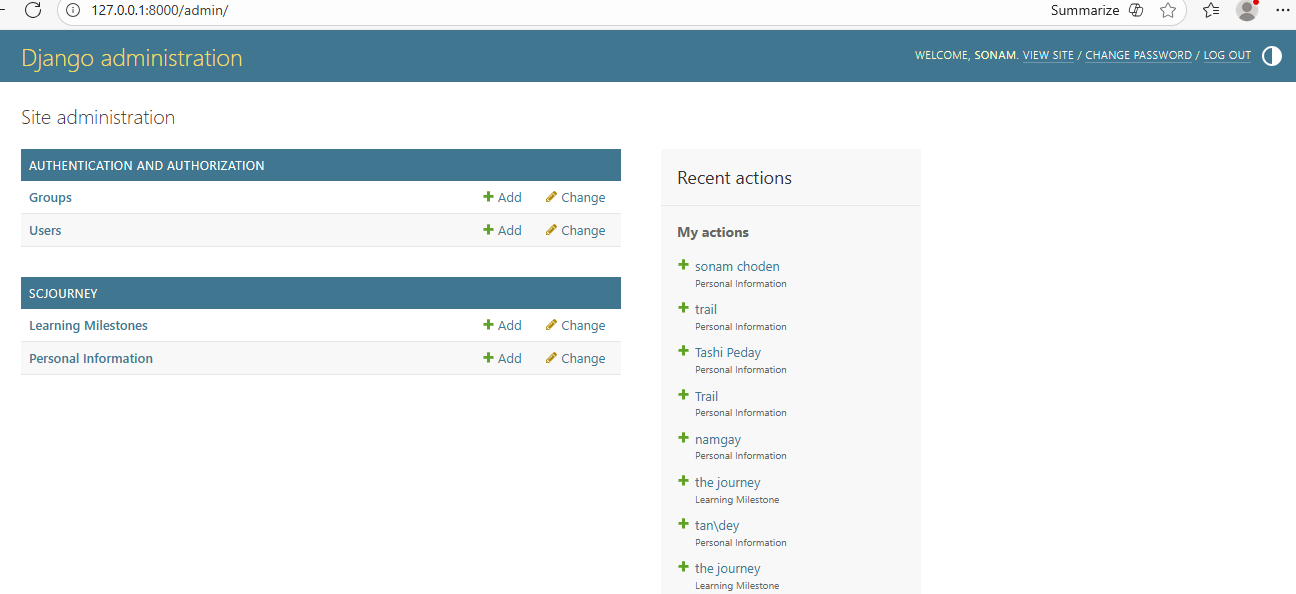 127.0.0.1:8000/admin/
Summarize
Django administration
WELCOME, SONAM. VIEW SITE / CHANGE PASSWORD / LOG OUT
Site administration
AUTHENTICATION AND AUTHORIZATION
Groups Add Change
Users Add Change
SCJOURNEY
Learning Milestones Add Change
Personal Information Add Change
Recent actions
My actions
sonam choden
Personal Information
trail
Personal Information
Tashi Peday
Personal Information
Trail
Personal Information
namgay
Personal Information
the journey
Learning Milestone
tan\dey
Personal Information
the journey
Learning Milestone